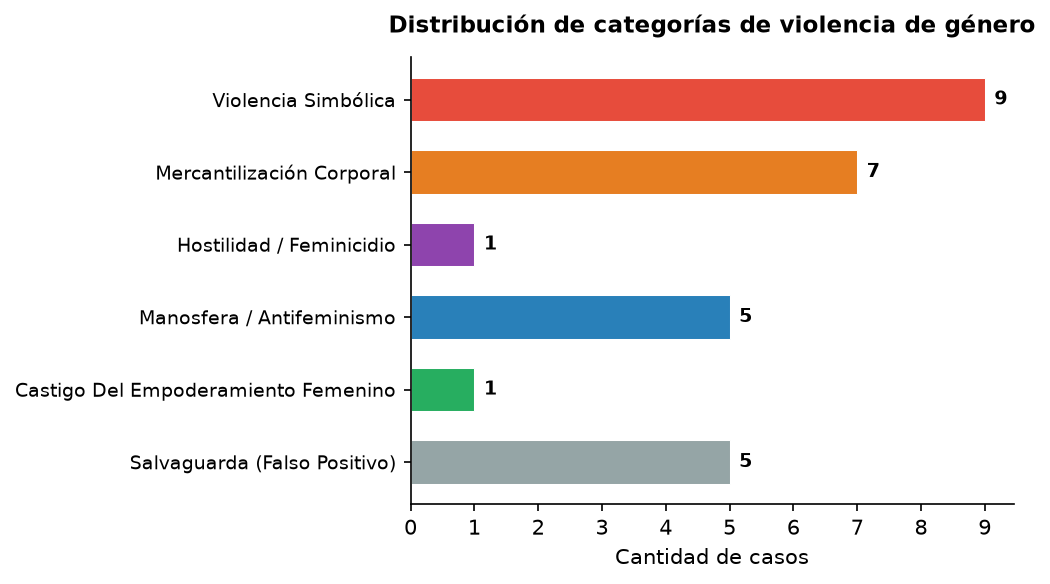 Distribución de categorías de violencia de género
Violencia Simbólica 9
Mercantilización Corporal 7
Hostilidad / Feminicidio 1
Manosfera / Antifeminismo 5
Castigo Del Empoderamiento Femenino 1
Salvaguarda (Falso Positivo) 5
0 1 2 3 4 5 6 7 8 9
Cantidad de casos